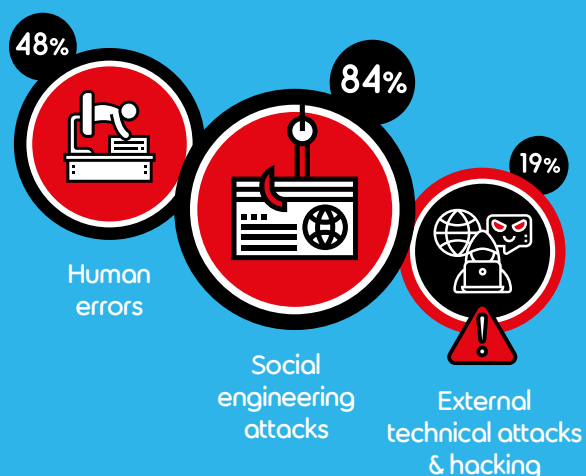 48%
Human
errors
84%
Social
engineering
attacks
19%
External
technical attacks
& hacking